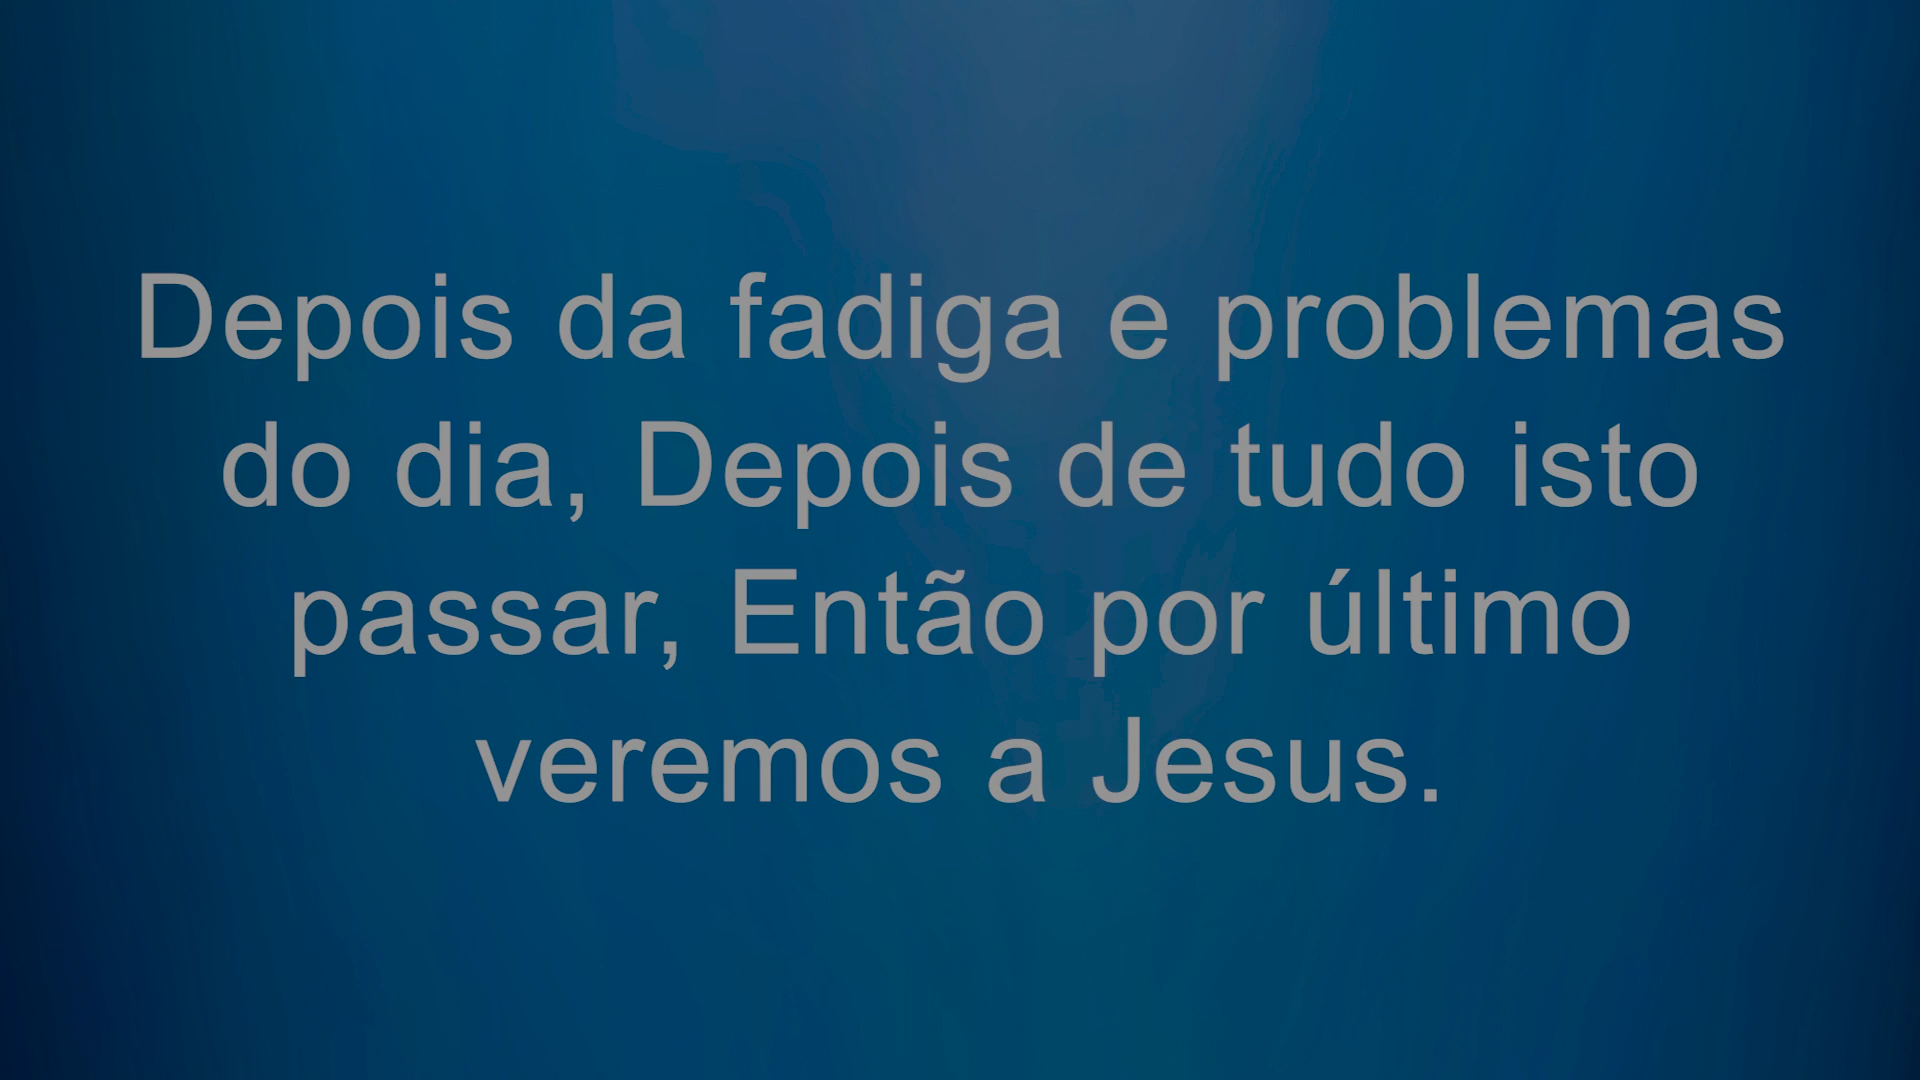 Depois da fadiga e problemas
do dia, Depois de tudo isto
passar, Então por último
veremos a Jesus.